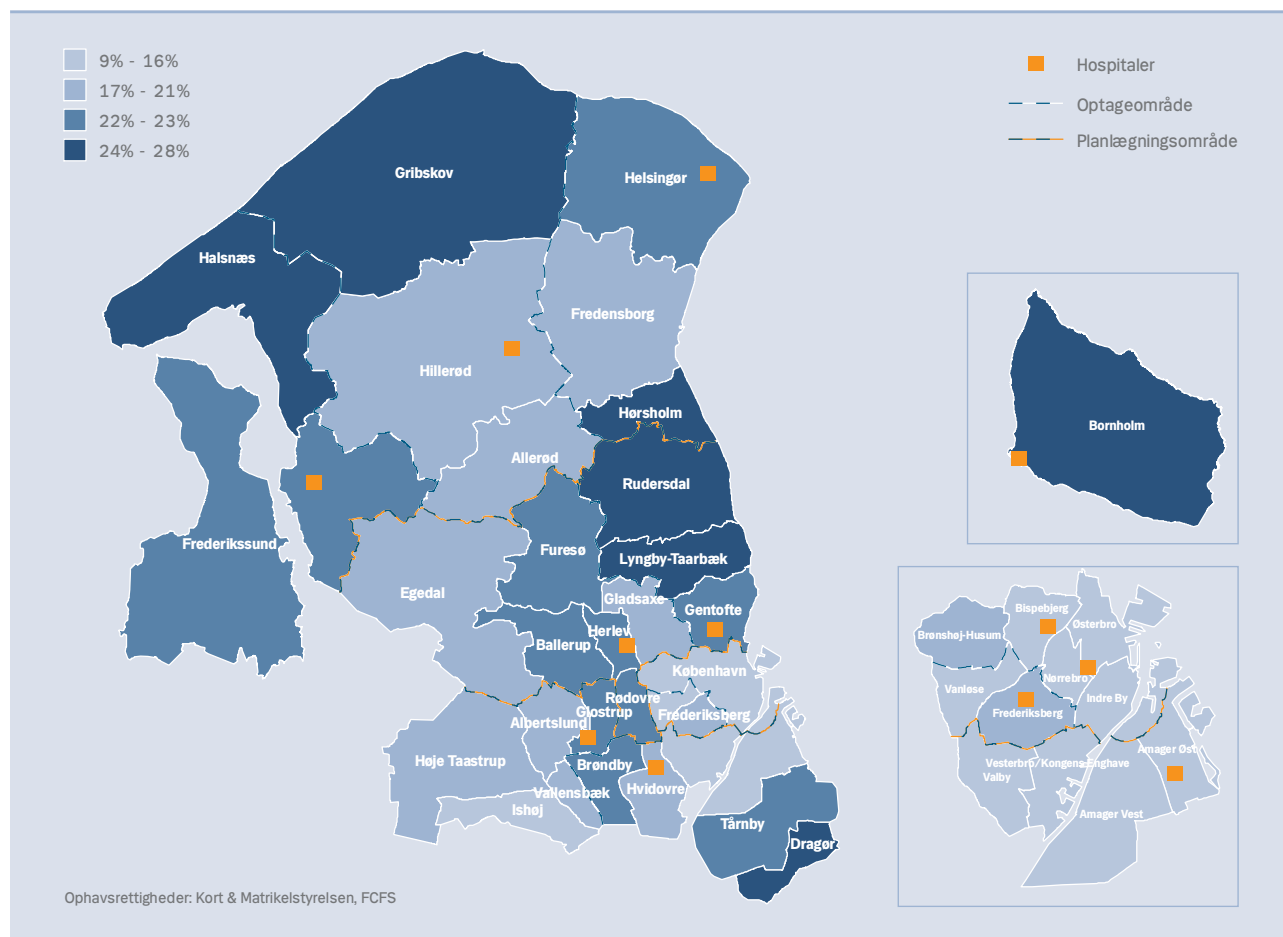 9% - 16%
17% - 21%
22% - 23%
24% - 28%
Hospitaler
Optageområde
Planlægningsområde
Gribskov
Helsingør
Halsnæs
Fredensborg
Hillerød
Hørsholm
Allerød
Rudersdal
Frederikssund
Furesø
Lyngby-Taarbæk
Egedal
Gladsaxe
Gentofte
Herlev
Ballerup
København
Rødovre
Glostrup
Frederiksberg
Albertslund
Høje Taastrup
Brøndby
Hvidovre
Vallensbæk
Ishøj
Tårnby
Dragør
Bornholm
Bispebjerg
Østerbro
Brønshøj-Husum
Nørrebro
Vanløse
Indre By
Frederiksberg
Amager Øst
Vesterbro/Kongens Enghave
Valby
Amager Vest
Ophavsrettigheder: Kort & Matrikelstyrelsen, FCFS